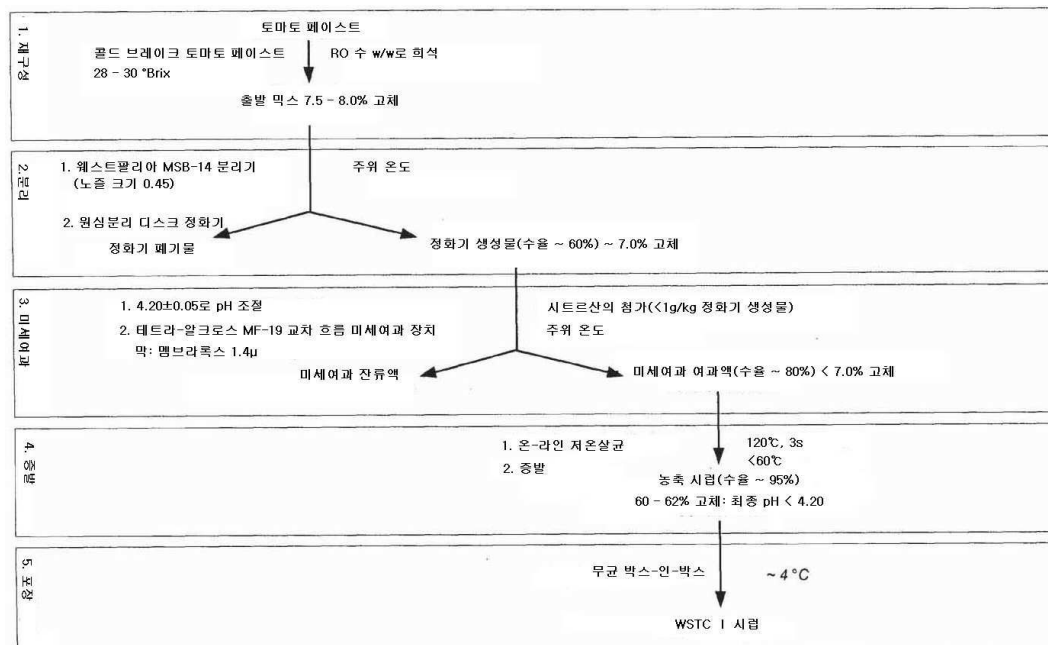 1. 재구성
토마토 페이스트
콜드 브레이크 토마토 페이스트
RO 수 w/w로 희석
28 - 30 °Brix
출발 믹스 7.5 - 8.0% 고체
2. 분리
1. 웨스트팔리아 MSB-14 분리기
주위 온도
(노즐 크기 0.45)
2. 원심분리 디스크 정화기
정화기 폐기물
정화기 생성물(수율 ~ 60%) ~ 7.0% 고체
3. 미세여과
1. 4.20±0.05로 pH 조절
시트르산의 첨가(<1g/kg 정화기 생성물)
2. 테트라-알크로스 MF-19 교차 흐름 미세여과 장치
주위 온도
막: 멤브라록스 1.4μ
미세여과 잔류액
미세여과 여과액(수율 ~ 80%) < 7.0% 고체
4. 증발
1. 온-라인 저온살균
120℃, 3s
<60℃
2. 증발
농축 시럽(수율 ~ 95%)
60 - 62% 고체: 최종 pH < 4.20
5. 포장
무균 박스-인-박스
~ 4°C
WSTC I 시럽